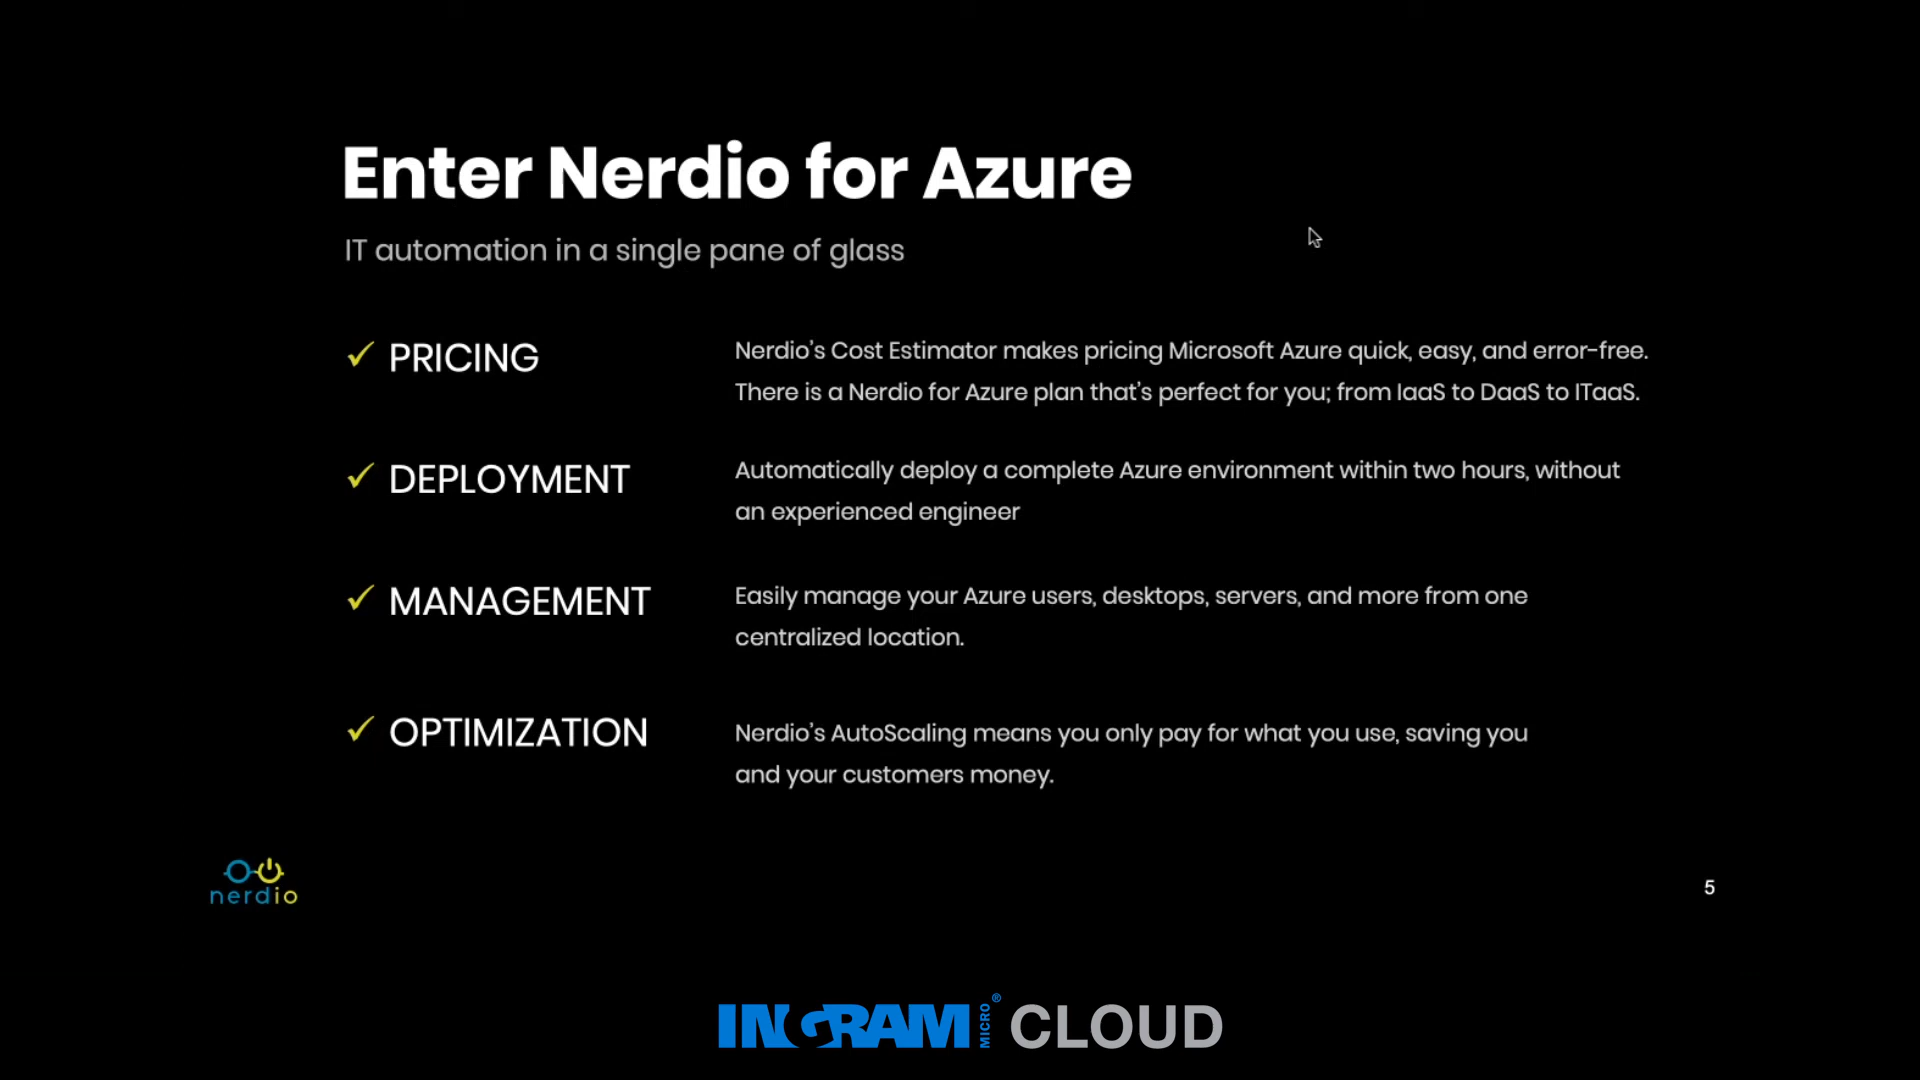 Enter Nerdio for Azure
IT automation in a single pane of glass
✓ PRICING
Nerdio's Cost Estimator makes pricing Microsoft Azure quick, easy, and error-free.
There is a Nerdio for Azure plan that's perfect for you; from IaaS to DaaS to ITaaS.
✓ DEPLOYMENT
Automatically deploy a complete Azure environment within two hours, without
an experienced engineer
✓ MANAGEMENT
Easily manage your Azure users, desktops, servers, and more from one
centralized location.
✓ OPTIMIZATION
Nerdio's AutoScaling means you only pay for what you use, saving you
and your customers money.
nerdio
5
INGRAM MICRO® CLOUD